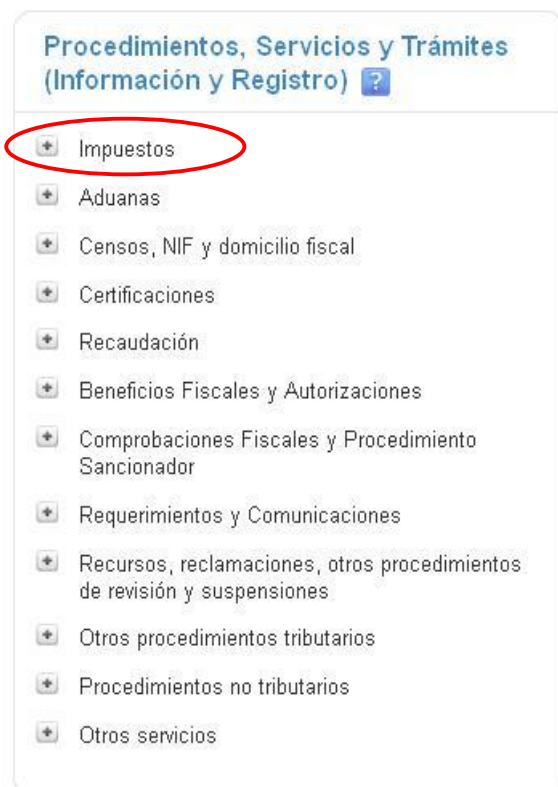 Procedimientos, Servicios y Trámites
(Información y Registro) ?
Impuestos
Aduanas
Censos, NIF y domicilio fiscal
Certificaciones
Recaudación
Beneficios Fiscales y Autorizaciones
Comprobaciones Fiscales y Procedimiento
Sancionador
Requerimientos y Comunicaciones
Recursos, reclamaciones, otros procedimientos
de revisión y suspensiones
Otros procedimientos tributarios
Procedimientos no tributarios
Otros servicios